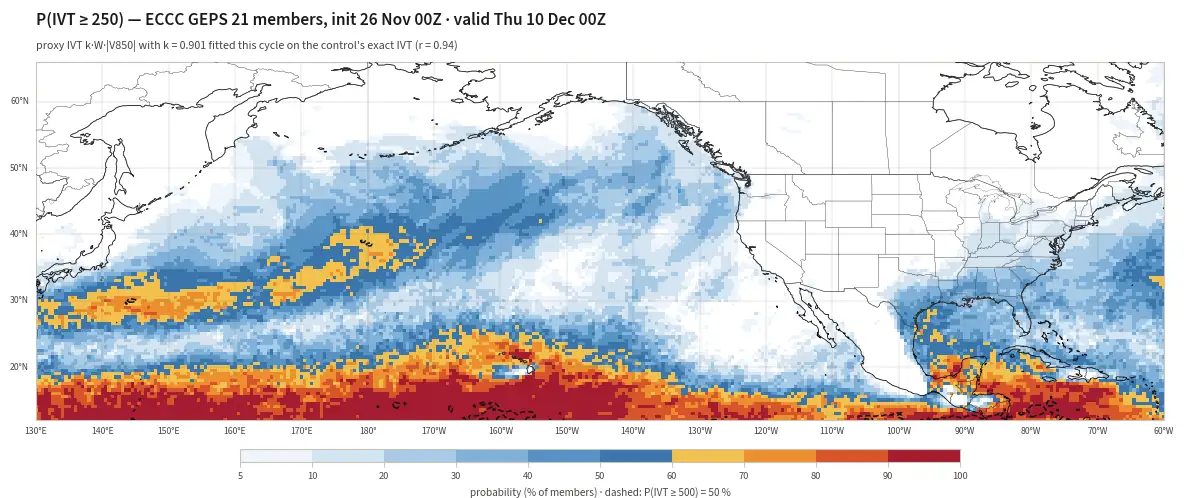 P(IVT ≥ 250) — ECCC GEPS 21 members, init 26 Nov 00Z · valid Thu 10 Dec 00Z
proxy IVT k·W·|V850| with k = 0.901 fitted this cycle on the control's exact IVT (r = 0.94)
60°N
50°N
40°N
30°N
20°N
130°E 140°E 150°E 160°E 170°E 180° 170°W 160°W 150°W 140°W 130°W 120°W 110°W 100°W 90°W 80°W 70°W 60°W
5 10 20 30 40 50 60 70 80 90 100
probability (% of members) · dashed: P(IVT ≥ 500) = 50 %